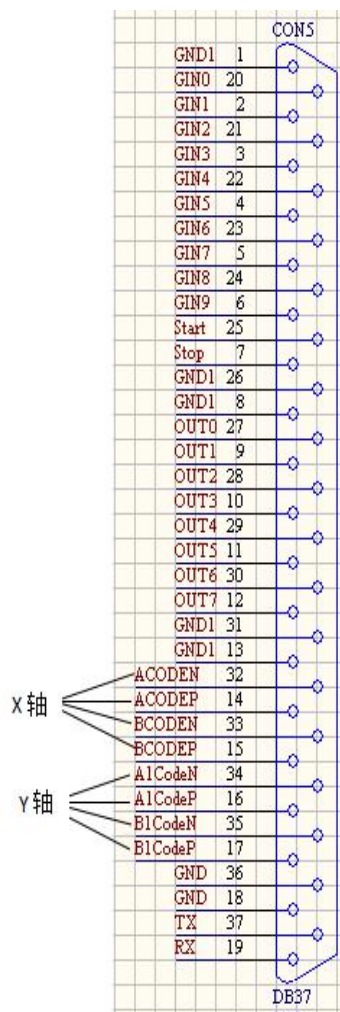 CON5
GND1 1
GIN0 20
GIN1 2
GIN2 21
GIN3 3
GIN4 22
GIN5 4
GIN6 23
GIN7 5
GIN8 24
GIN9 6
Start 25
Stop 7
GND1 26
GND1 8
OUT0 27
OUT1 9
OUT2 28
OUT3 10
OUT4 29
OUT5 11
OUT6 30
OUT7 12
GND1 31
GND1 13
X轴
ACODEN 32
ACODEP 14
BCODEN 33
BCODEP 15
Y轴
A1CodeN 34
A1CodeP 16
B1CodeN 35
B1CodeP 17
GND 36
GND 18
TX 37
RX 19
DB37